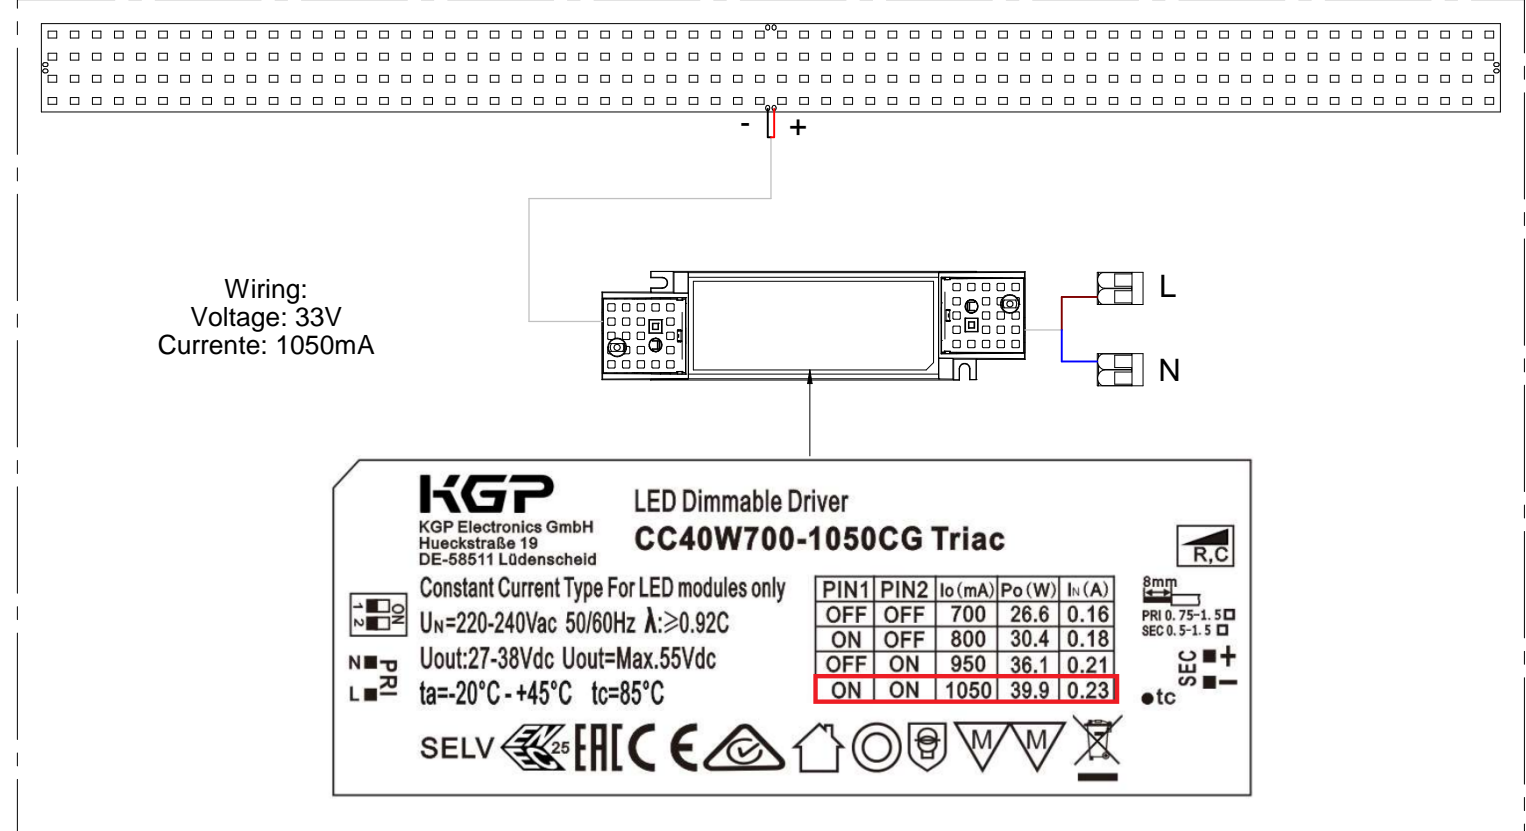 - +
Wiring:
Voltage: 33V
Currente: 1050mA
L
N
KGP
KGP Electronics GmbH
Hueckstraße 19
DE-58511 Lüdenscheid
LED Dimmable Driver
CC40W700-1050CG Triac
R,C
Constant Current Type For LED modules only
UN=220-240Vac 50/60Hz λ:≥0.92C
Uout:27-38Vdc Uout=Max.55Vdc
ta=-20°C - +45°C tc=85°C
1 2 ON
N
L
PRI
PIN1 PIN2 Io(mA) Po(W) IN(A)
OFF OFF 700 26.6 0.16
ON OFF 800 30.4 0.18
OFF ON 950 36.1 0.21
ON ON 1050 39.9 0.23
8mm
PRI 0.75-1.5
SEC 0.5-1.5
SEC + -
tc
SELV ENEC 25 EAC CE M M